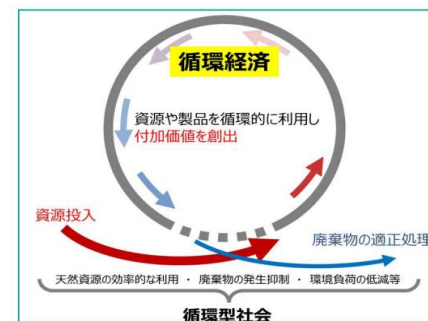 循環経済
資源や製品を循環的に利用し
付加価値を創出
資源投入
廃棄物の適正処理
天然資源の効率的な利用 ・ 廃棄物の発生抑制 ・ 環境負荷の低減等
循環型社会